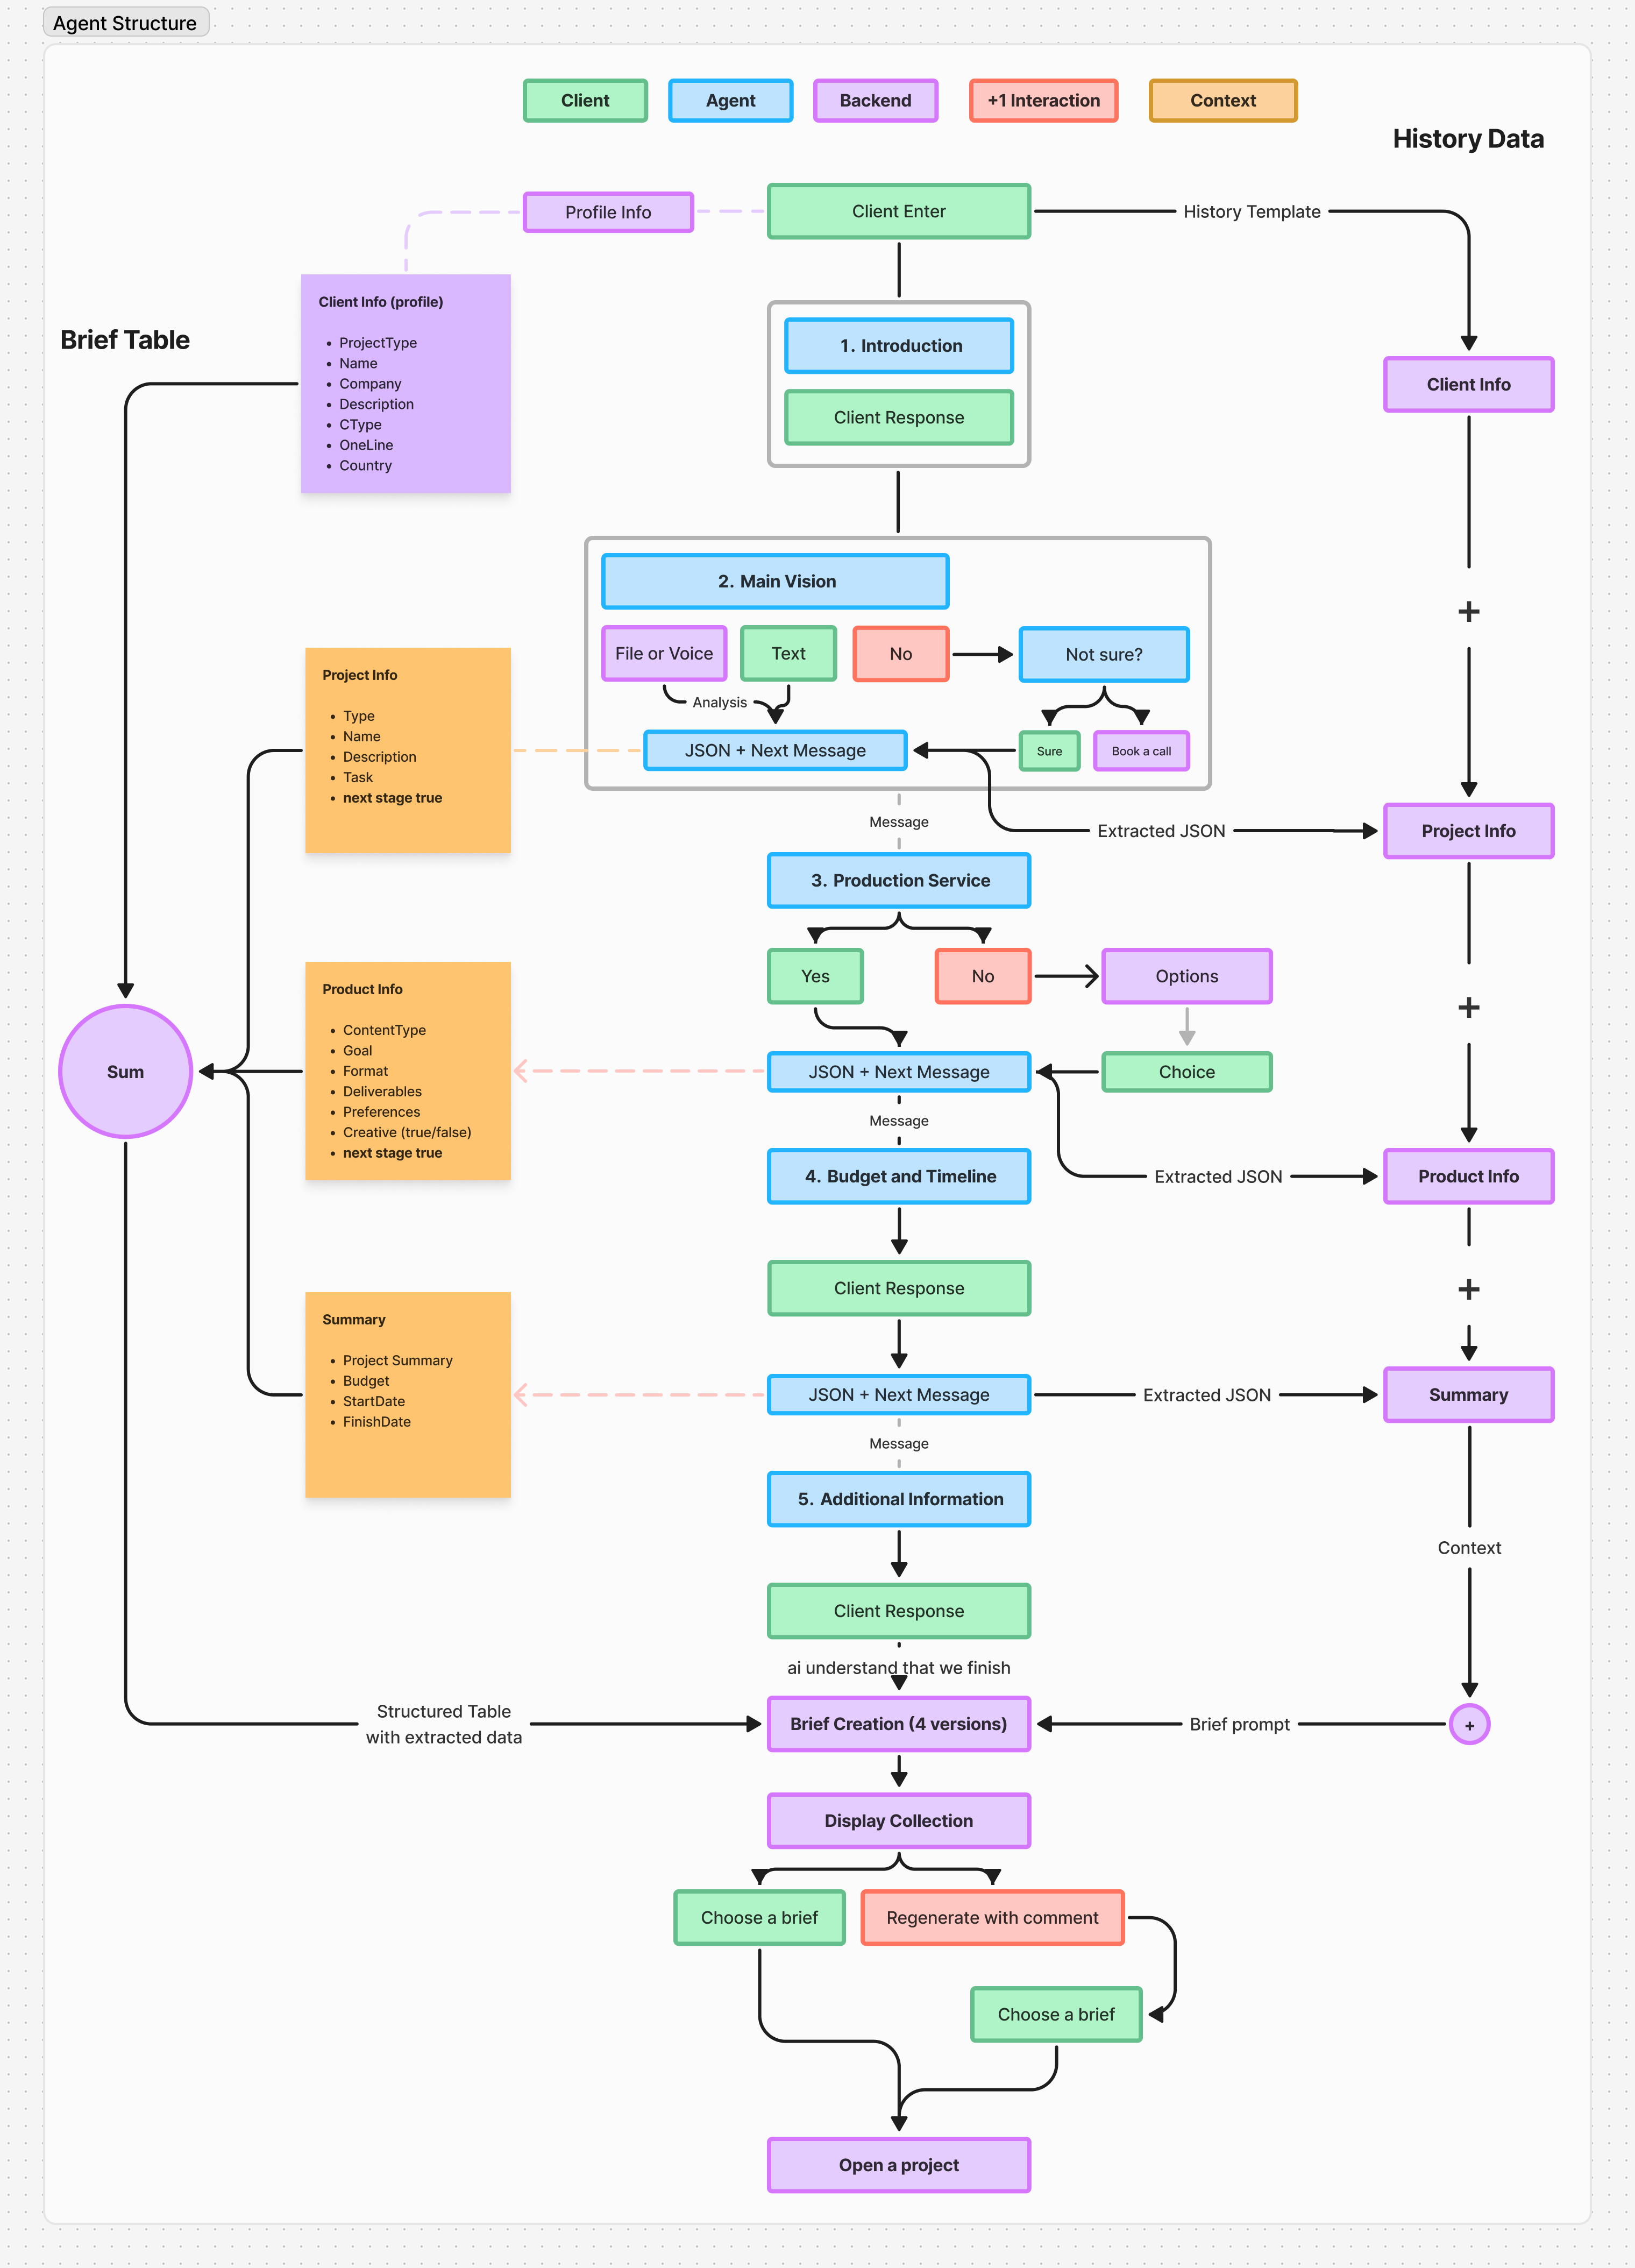 Agent Structure
Client
Agent
Backend
+1 Interaction
Context
History Data
Profile Info
Client Enter
History Template
Client Info (profile)
• ProjectType
• Name
• Company
• Description
• CType
• OneLine
• Country
Brief Table
1. Introduction
Client Response
Client Info
2. Main Vision
+
File or Voice
Text
No
Not sure?
Analysis
JSON + Next Message
Sure
Book a call
Project Info
• Type
• Name
• Description
• Task
• next stage true
Message
Extracted JSON
Project Info
3. Production Service
Yes
No
Options
+
Product Info
• ContentType
• Goal
• Format
• Deliverables
• Preferences
• Creative (true/false)
• next stage true
Sum
JSON + Next Message
Choice
Message
4. Budget and Timeline
Extracted JSON
Product Info
Client Response
+
Summary
• Project Summary
• Budget
• StartDate
• FinishDate
JSON + Next Message
Extracted JSON
Summary
Message
5. Additional Information
Context
Client Response
ai understand that we finish
Structured Table
with extracted data
Brief Creation (4 versions)
Brief prompt
+
Display Collection
Choose a brief
Regenerate with comment
Choose a brief
Open a project